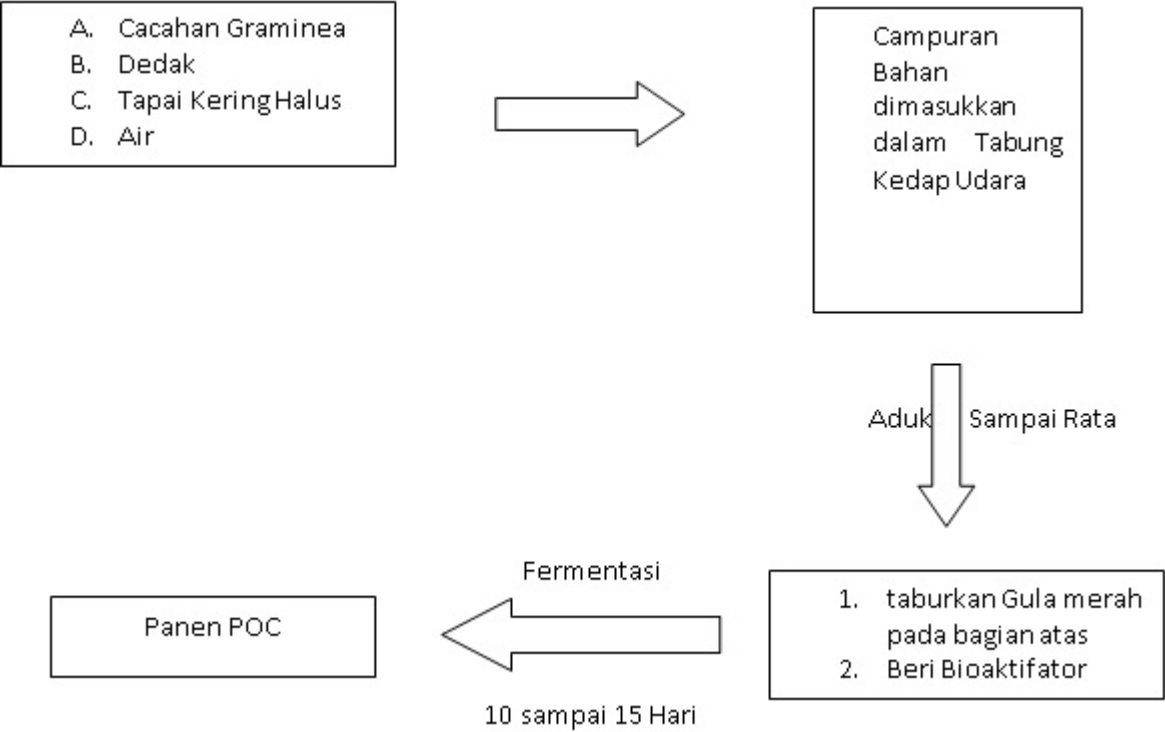 A. Cacahan Graminea
B. Dedak
C. Tapai Kering Halus
D. Air
Campuran
Bahan
dimasukkan
dalam Tabung
Kedap Udara
Aduk Sampai Rata
1. taburkan Gula merah
pada bagian atas
2. Beri Bioaktifator
Fermentasi
10 sampai 15 Hari
Panen POC